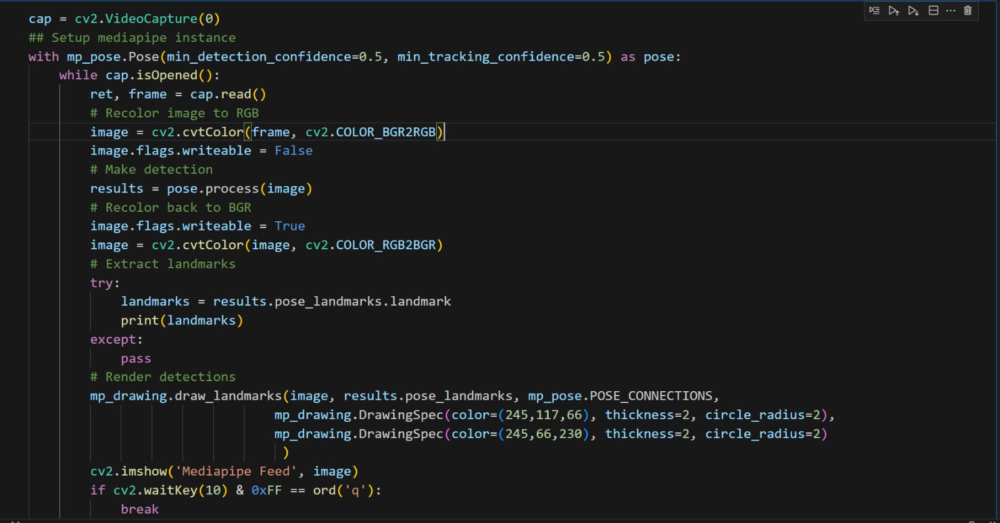 cap = cv2.VideoCapture(0)
## Setup mediapipe instance
with mp_pose.Pose(min_detection_confidence=0.5, min_tracking_confidence=0.5) as pose:
    while cap.isOpened():
        ret, frame = cap.read()
        # Recolor image to RGB
        image = cv2.cvtColor(frame, cv2.COLOR_BGR2RGB)
        image.flags.writeable = False
        # Make detection
        results = pose.process(image)
        # Recolor back to BGR
        image.flags.writeable = True
        image = cv2.cvtColor(image, cv2.COLOR_RGB2BGR)
        # Extract landmarks
        try:
            landmarks = results.pose_landmarks.landmark
            print(landmarks)
        except:
            pass
        # Render detections
        mp_drawing.draw_landmarks(image, results.pose_landmarks, mp_pose.POSE_CONNECTIONS,
                                mp_drawing.DrawingSpec(color=(245,117,66), thickness=2, circle_radius=2),
                                mp_drawing.DrawingSpec(color=(245,66,230), thickness=2, circle_radius=2)
                                 )
        cv2.imshow('Mediapipe Feed', image)
        if cv2.waitKey(10) & 0xFF == ord('q'):
            break